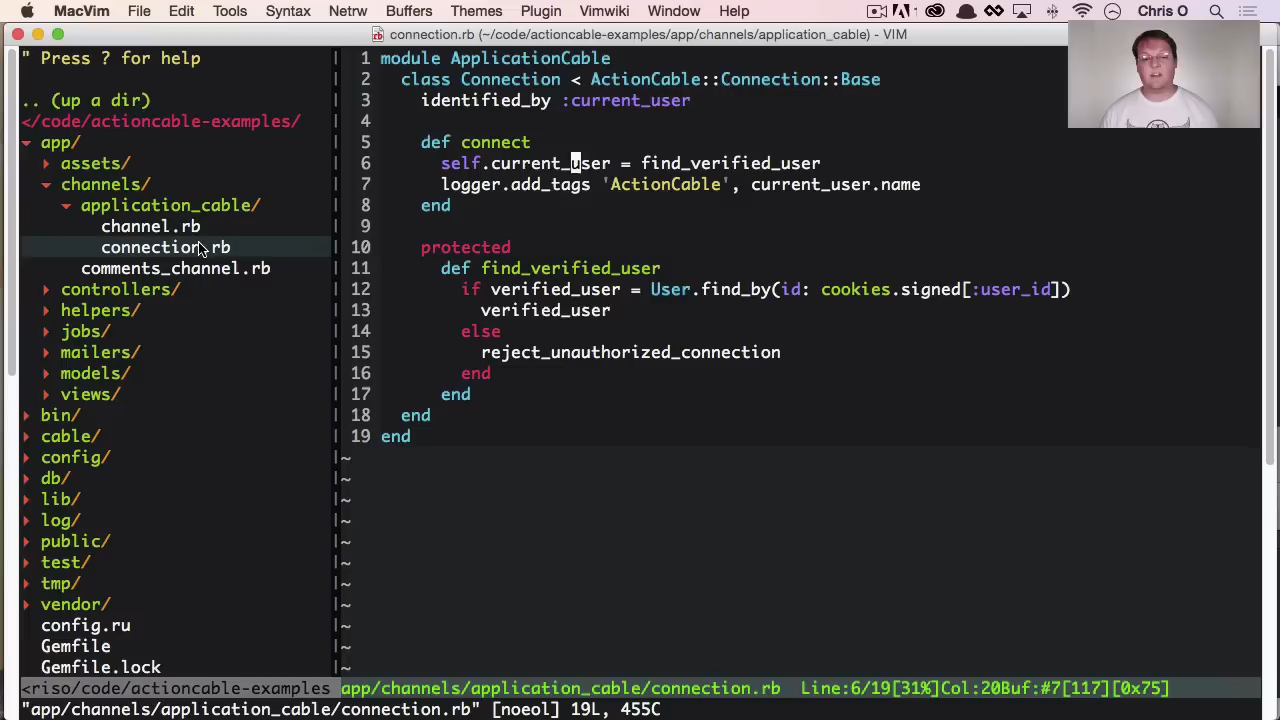 MacVim File Edit Tools Syntax Netrw Buffers Themes Plugin Vimwiki Window Help Chris O
connection.rb (~/code/actioncable-examples/app/channels/application_cable) - VIM
" Press ? for help
.. (up a dir)
</code/actioncable-examples/
app/
assets/
channels/
application_cable/
channel.rb
connection.rb
comments_channel.rb
controllers/
helpers/
jobs/
mailers/
models/
views/
bin/
cable/
config/
db/
lib/
log/
public/
test/
tmp/
vendor/
config.ru
Gemfile
Gemfile.lock
1 module ApplicationCable
2 class Connection < ActionCable::Connection::Base
3 identified_by :current_user
4
5 def connect
6 self.current_user = find_verified_user
7 logger.add_tags 'ActionCable', current_user.name
8 end
9
10 protected
11 def find_verified_user
12 if verified_user = User.find_by(id: cookies.signed[:user_id])
13 verified_user
14 else
15 reject_unauthorized_connection
16 end
17 end
18 end
19 end
~
~
~
~
~
~
~
~
~
~
~
<riso/code/actioncable-examples app/channels/application_cable/connection.rb Line:6/19[31%]Col:20Buf:#7[117][0x75]
"app/channels/application_cable/connection.rb" [noeol] 19L, 455C